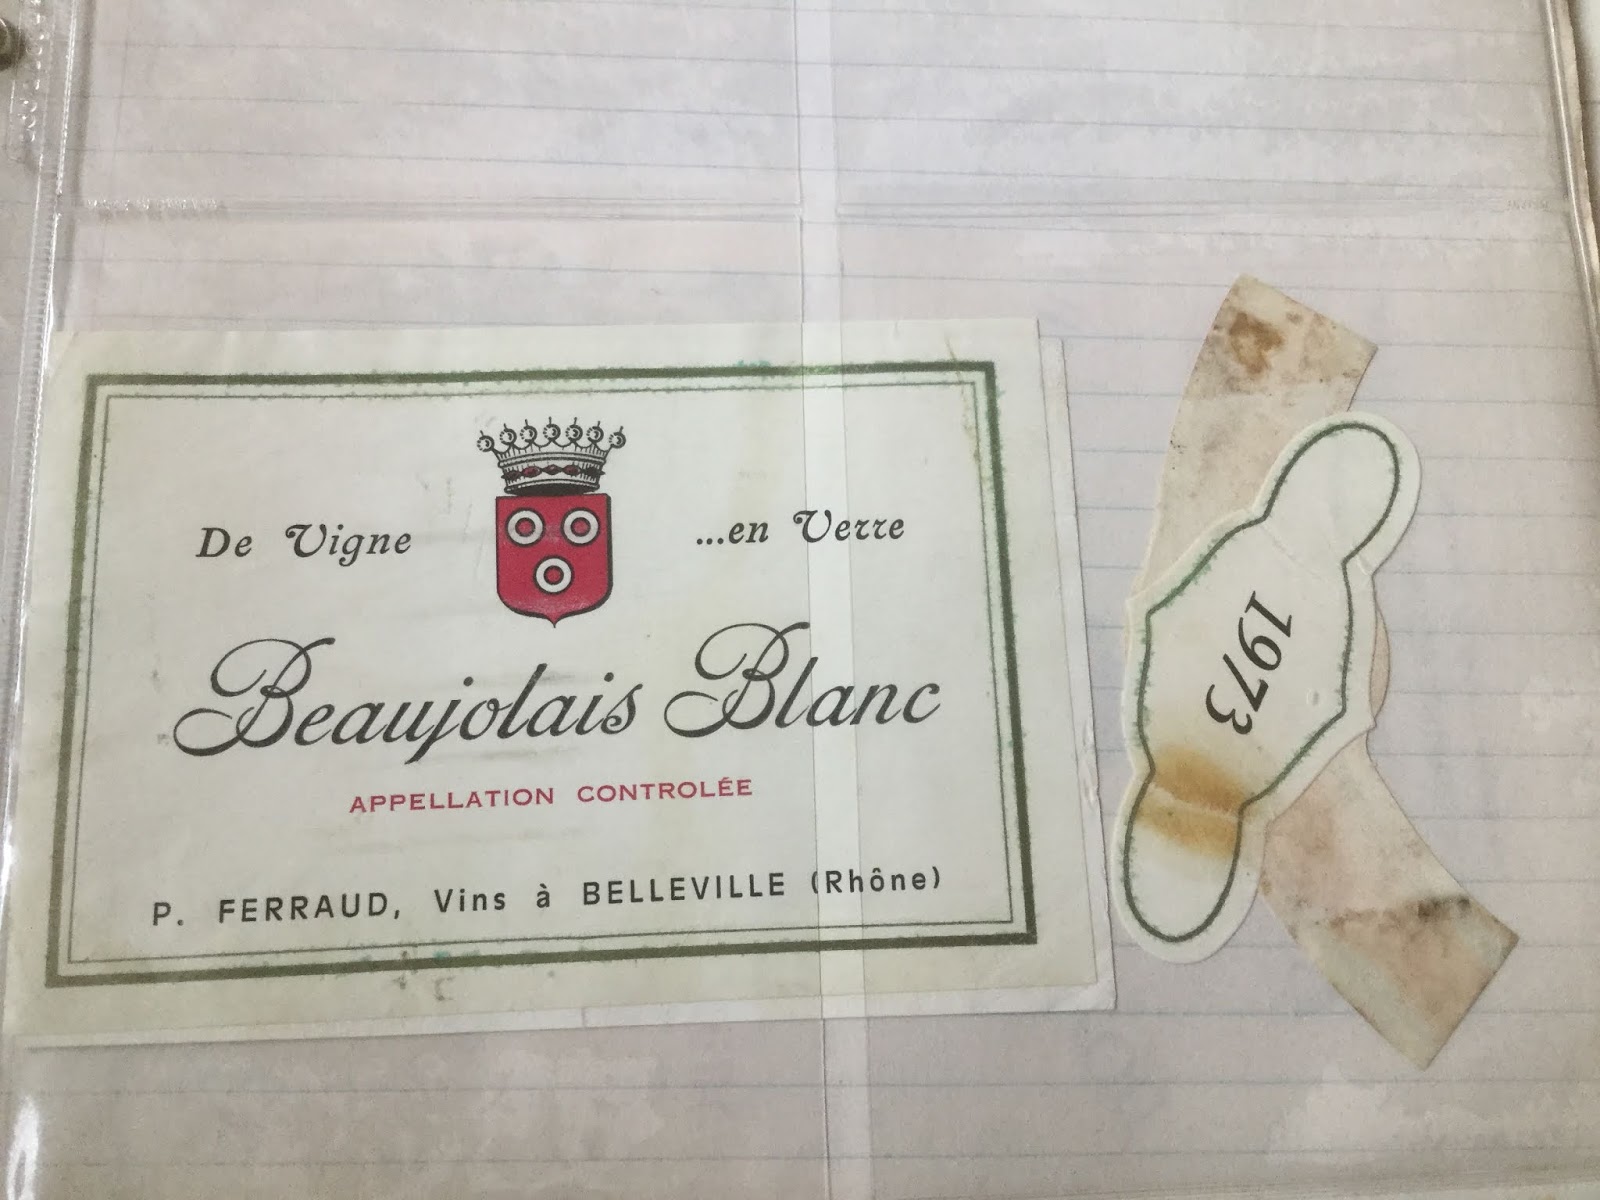 De Vigne ...en Verre
Beaujolais Blanc
APPELLATION CONTROLÉE
P. FERRAUD, Vins à BELLEVILLE (Rhône)
1973